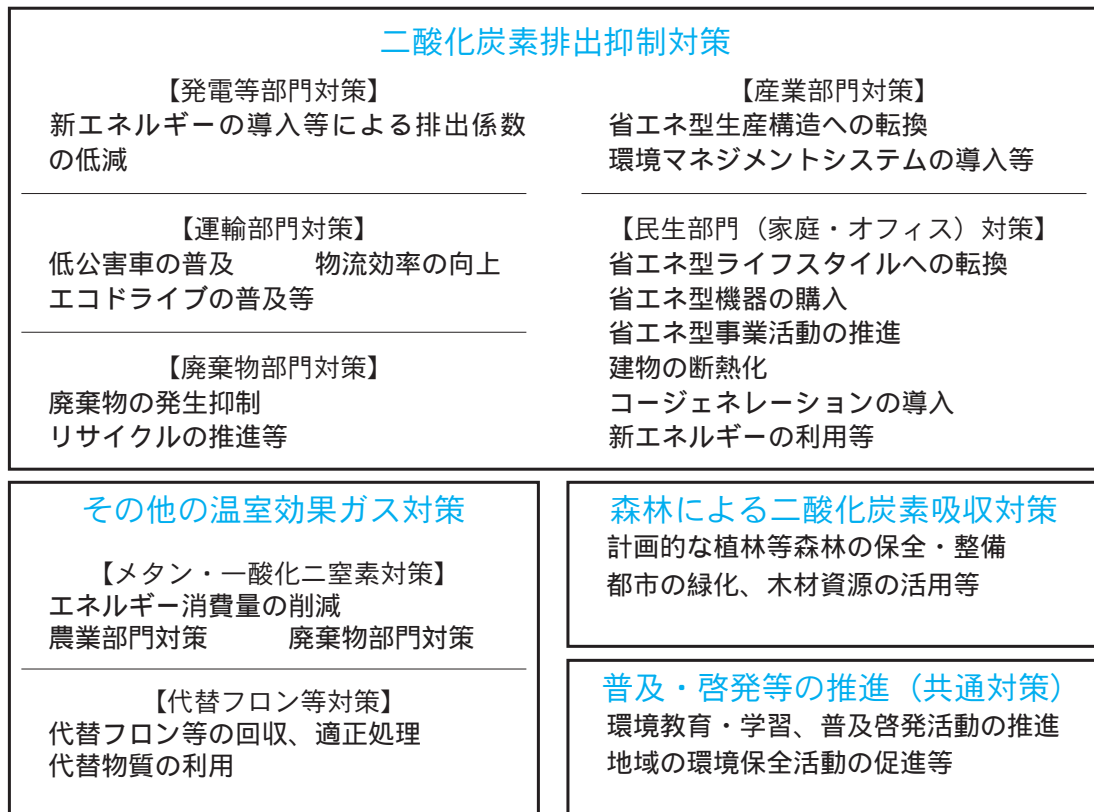 二酸化炭素排出抑制対策
【発電等部門対策】
新エネルギーの導入等による排出係数
の低減
【運輸部門対策】
低公害車の普及　　物流効率の向上
エコドライブの普及等
【廃棄物部門対策】
廃棄物の発生抑制
リサイクルの推進等
【産業部門対策】
省エネ型生産構造への転換
環境マネジメントシステムの導入等
【民生部門（家庭・オフィス）対策】
省エネ型ライフスタイルへの転換
省エネ型機器の購入
省エネ型事業活動の推進
建物の断熱化
コージェネレーションの導入
新エネルギーの利用等
その他の温室効果ガス対策
【メタン・一酸化二窒素対策】
エネルギー消費量の削減
農業部門対策　　廃棄物部門対策
【代替フロン等対策】
代替フロン等の回収、適正処理
代替物質の利用
森林による二酸化炭素吸収対策
計画的な植林等森林の保全・整備
都市の緑化、木材資源の活用等
普及・啓発等の推進（共通対策）
環境教育・学習、普及啓発活動の推進
地域の環境保全活動の促進等